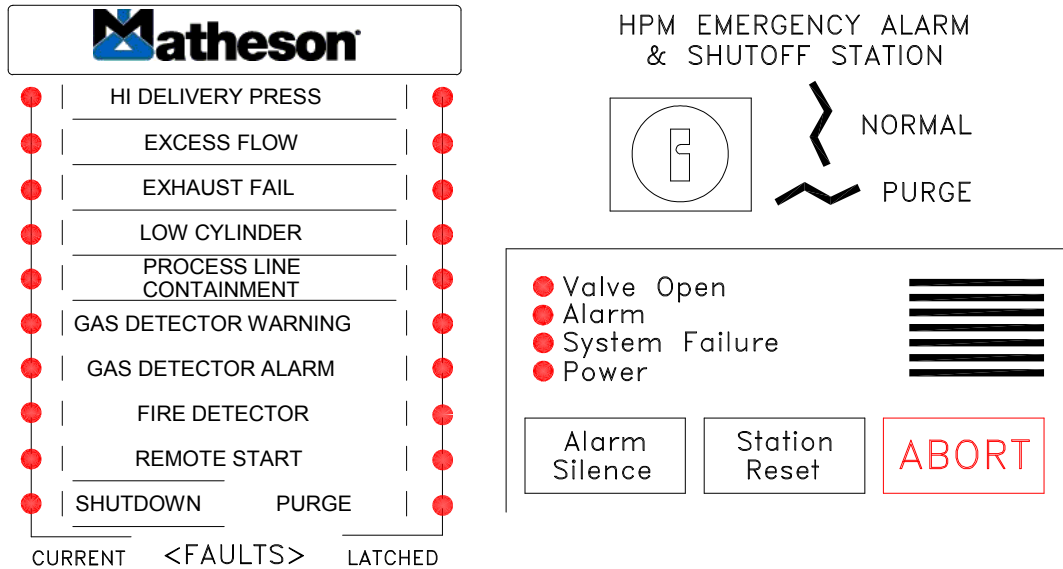 Matheson
HI DELIVERY PRESS
EXCESS FLOW
EXHAUST FAIL
LOW CYLINDER
PROCESS LINE
CONTAINMENT
GAS DETECTOR WARNING
GAS DETECTOR ALARM
FIRE DETECTOR
REMOTE START
SHUTDOWN PURGE
CURRENT <FAULTS> LATCHED
HPM EMERGENCY ALARM
& SHUTOFF STATION
NORMAL
PURGE
Valve Open
Alarm
System Failure
Power
Alarm
Silence
Station
Reset
ABORT